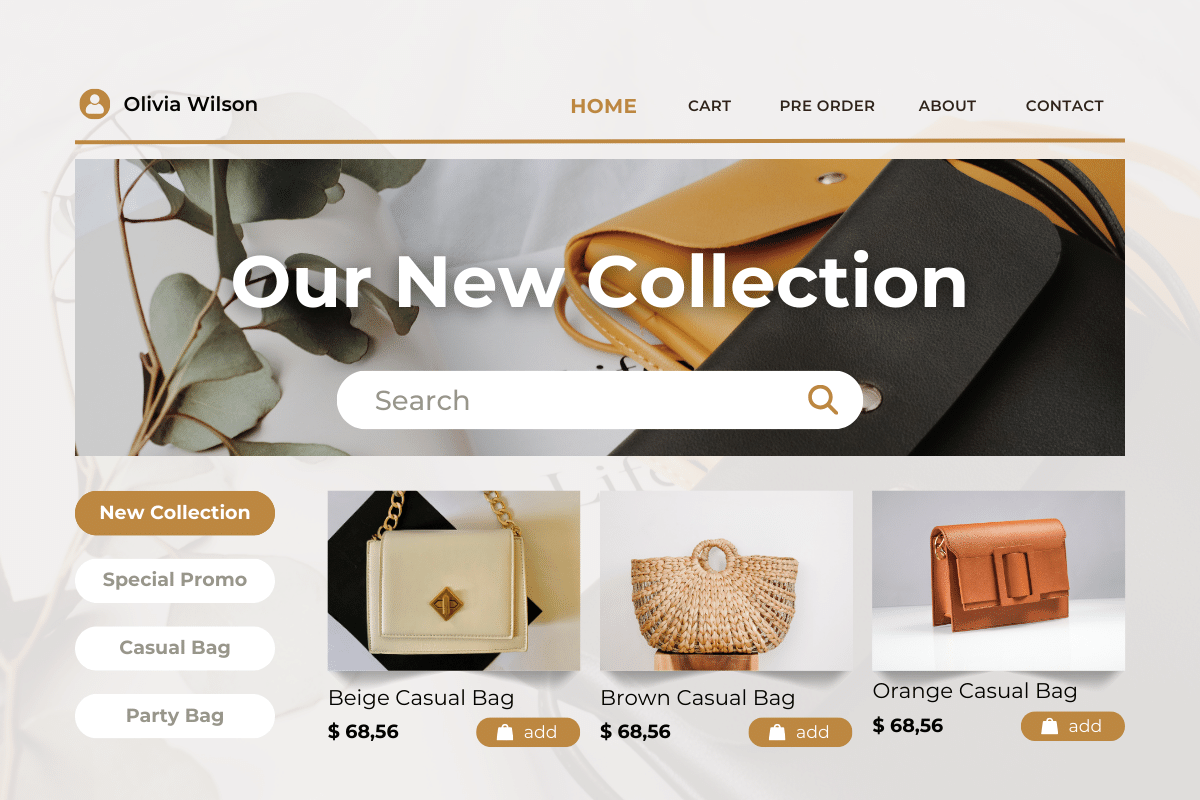 Olivia Wilson
HOME
CART
PRE ORDER
ABOUT
CONTACT
Our New Collection
Search
New Collection
Special Promo
Casual Bag
Party Bag
Beige Casual Bag
$ 68,56
add
Brown Casual Bag
$ 68,56
add
Orange Casual Bag
$ 68,56
add